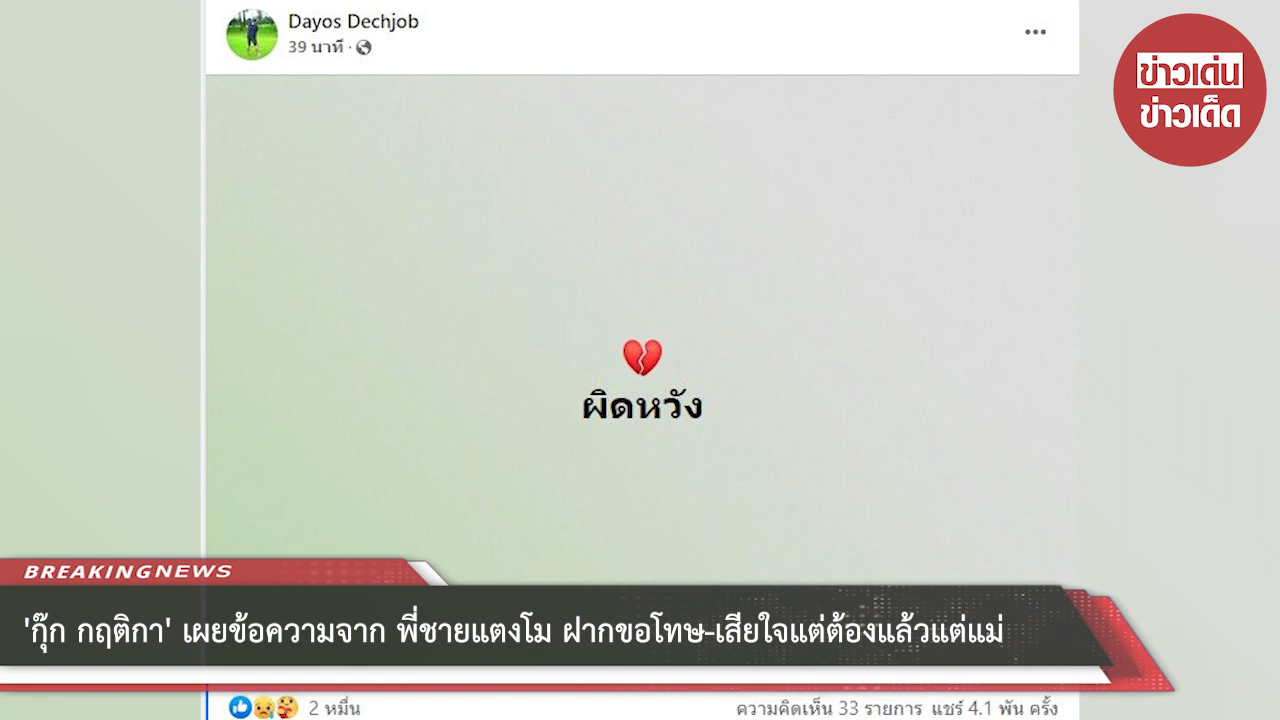 Dayos Dechjob
39 นาที ·
ข่าวเด่น
ข่าวเด็ด
ผิดหวัง
BREAKINGNEWS
'กุ๊ก กฤติกา' เผยข้อความจาก พี่ชายแตงโม ฝากขอโทษ-เสียใจแต่ต้องแล้วแต่แม่
2 หมื่น
ความคิดเห็น 33 รายการ แชร์ 4.1 พัน ครั้ง